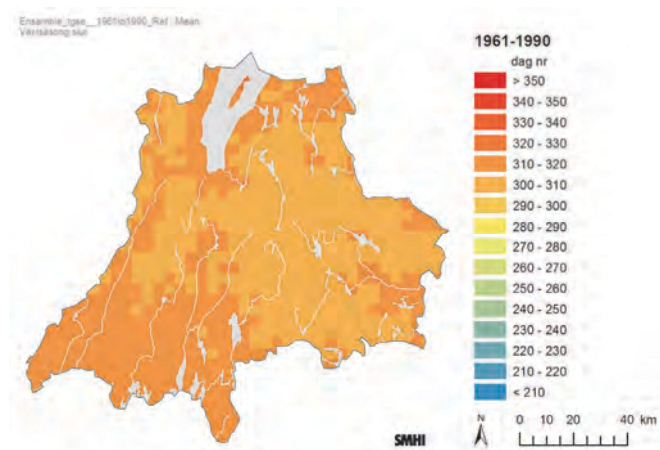 Ensamble_tgse__1961to1990_Ref : Mean
Växtsäsong slut
1961-1990
dag nr
> 350
340 - 350
330 - 340
320 - 330
310 - 320
300 - 310
290 - 300
280 - 290
270 - 280
260 - 270
250 - 260
240 - 250
230 - 240
220 - 230
210 - 220
< 210
SMHI
N
0 10 20 40 km